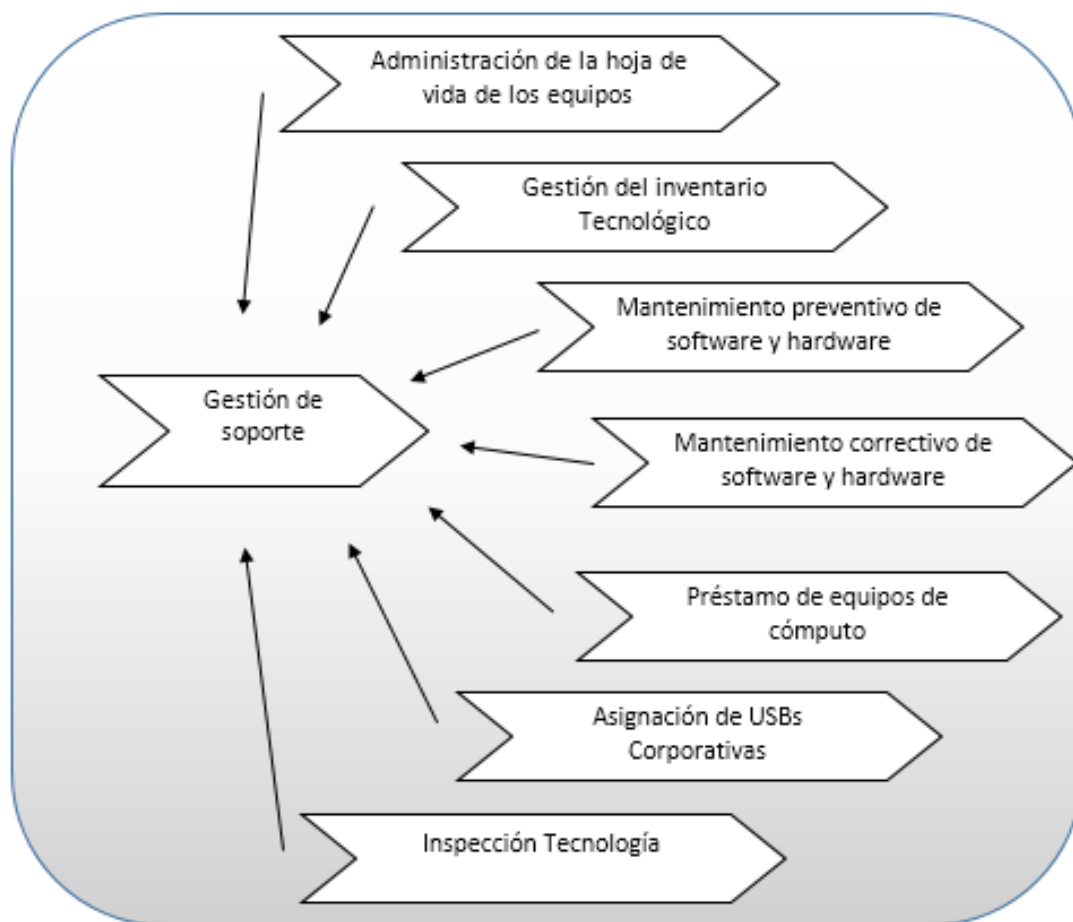 Administración de la hoja de
vida de los equipos
Gestión del inventario
Tecnológico
Mantenimiento preventivo de
software y hardware
Gestión de
soporte
Mantenimiento correctivo de
software y hardware
Préstamo de equipos de
cómputo
Asignación de USBs
Corporativas
Inspección Tecnología